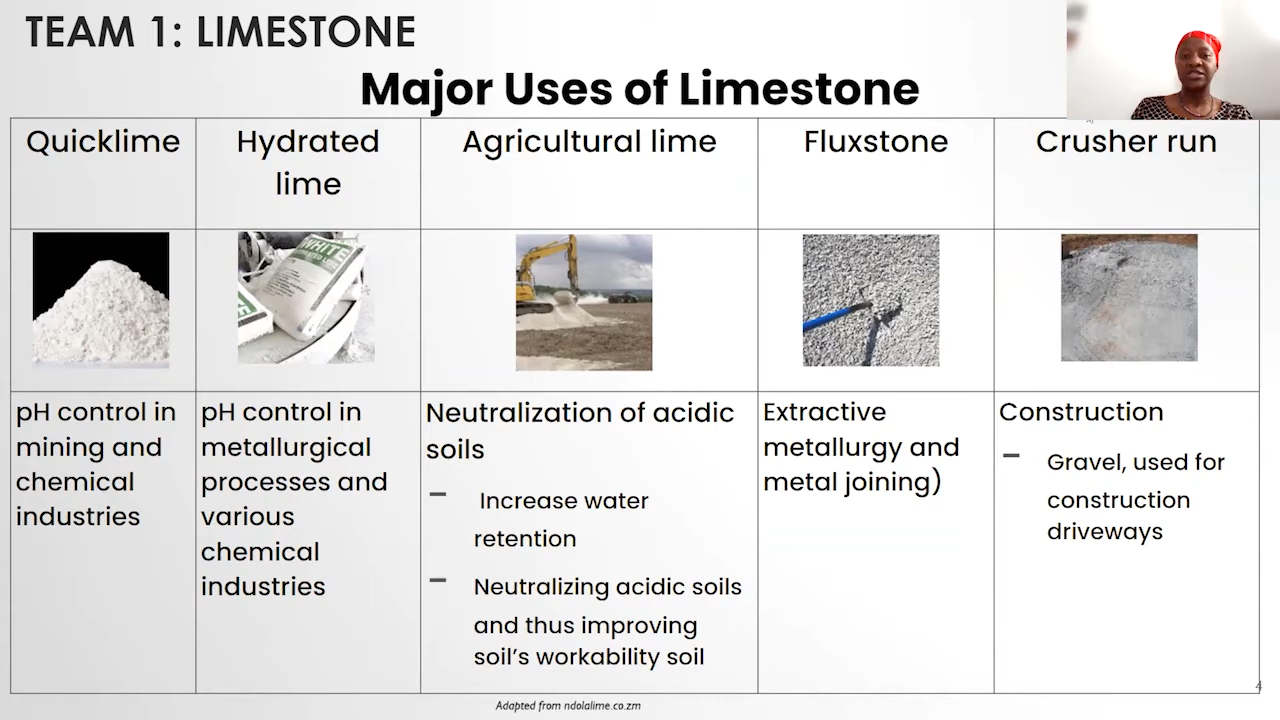 TEAM 1: LIMESTONE
Major Uses of Limestone
Quicklime
Hydrated
lime
Agricultural lime
Fluxstone
Crusher run
WHITE
pH control in
mining and
chemical
industries
pH control in
metallurgical
processes and
various
chemical
industries
Neutralization of acidic
soils
– Increase water
retention
– Neutralizing acidic soils
and thus improving
soil’s workability soil
Extractive
metallurgy and
metal joining)
Construction
– Gravel, used for
construction
driveways
4
Adapted from ndolalime.co.zm